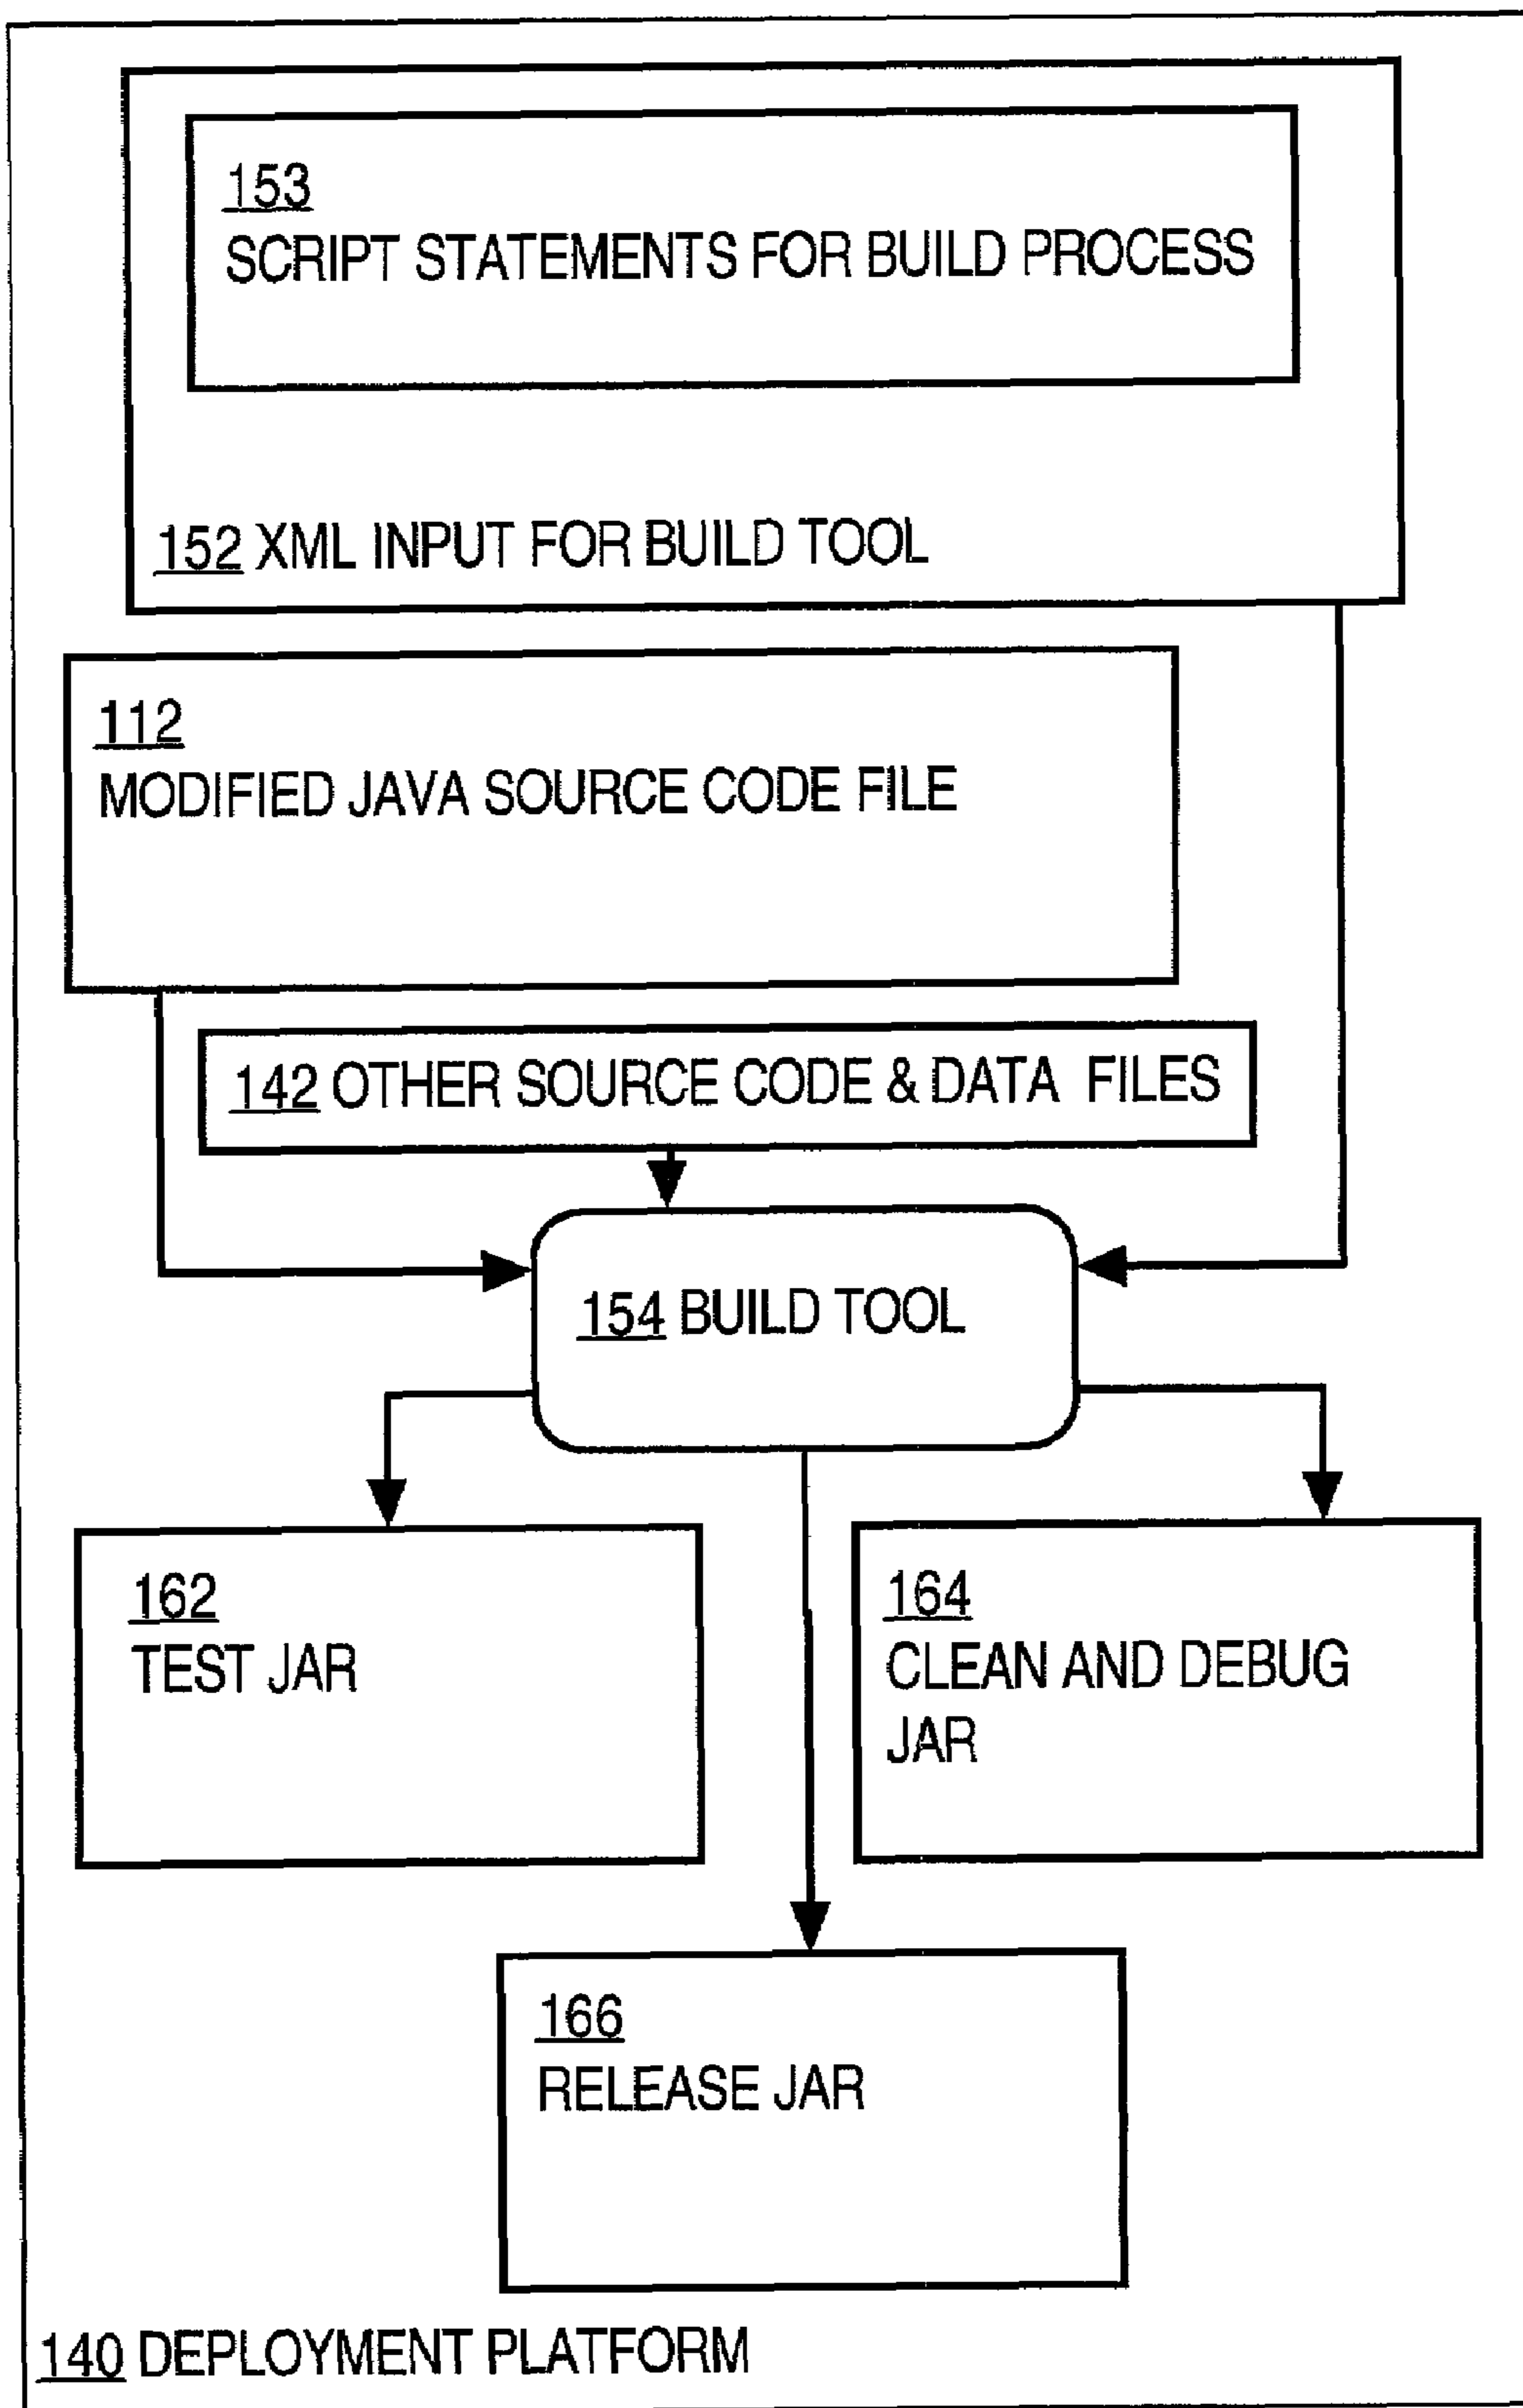 153
SCRIPT STATEMENTS FOR BUILD PROCESS
152 XML INPUT FOR BUILD TOOL
112
MODIFIED JAVA SOURCE CODE FILE
142 OTHER SOURCE CODE & DATA FILES
154 BUILD TOOL
162
TEST JAR
164
CLEAN AND DEBUG
JAR
166
RELEASE JAR
140 DEPLOYMENT PLATFORM